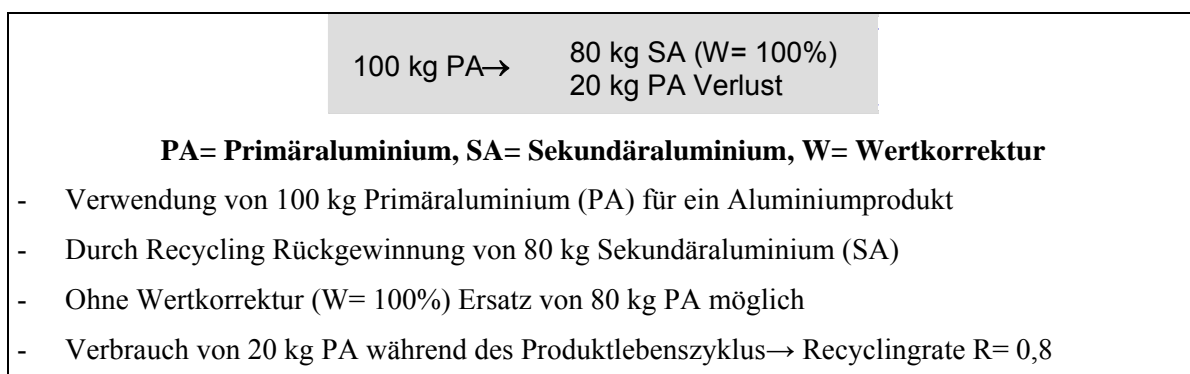 100 kg PA→ 80 kg SA (W= 100%)
20 kg PA Verlust
PA= Primäraluminium, SA= Sekundäraluminium, W= Wertkorrektur
- Verwendung von 100 kg Primäraluminium (PA) für ein Aluminiumprodukt
- Durch Recycling Rückgewinnung von 80 kg Sekundäraluminium (SA)
- Ohne Wertkorrektur (W= 100%) Ersatz von 80 kg PA möglich
- Verbrauch von 20 kg PA während des Produktlebenszyklus→ Recyclingrate R= 0,8